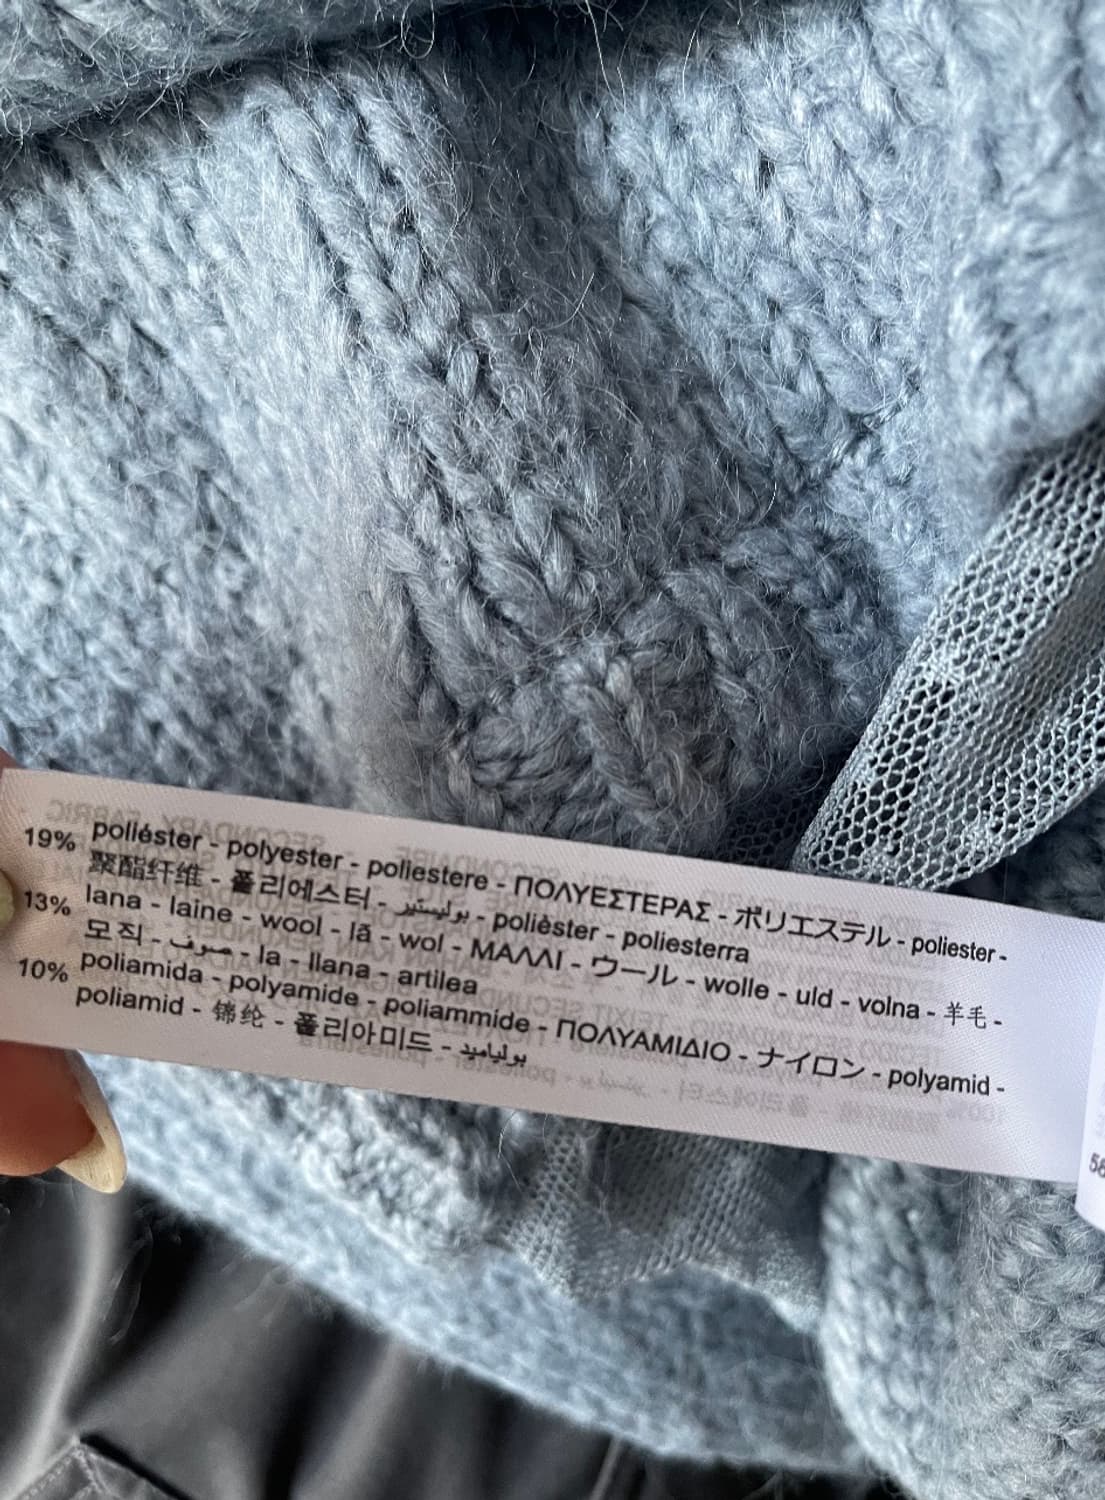 19% poliéster - polyester - poliestere - ΠΟΛΥΕΣΤΕΡΑΣ - ポリエステル - poliester -
聚酯纤维 - 폴리에스터 - بوليستير - polièster - poliesterra
13% lana - laine - wool - lã - wol - ΜΑΛΛΙ - ウール - wolle - uld - volna - 羊毛 -
모직 - صوف - la - llana - artilea
10% poliamida - polyamide - poliammide - ΠΟΛΥΑΜΙΔΙΟ - ナイロン - polyamid -
poliamid - 锦纶 - 폴리아미드 - بولياميد